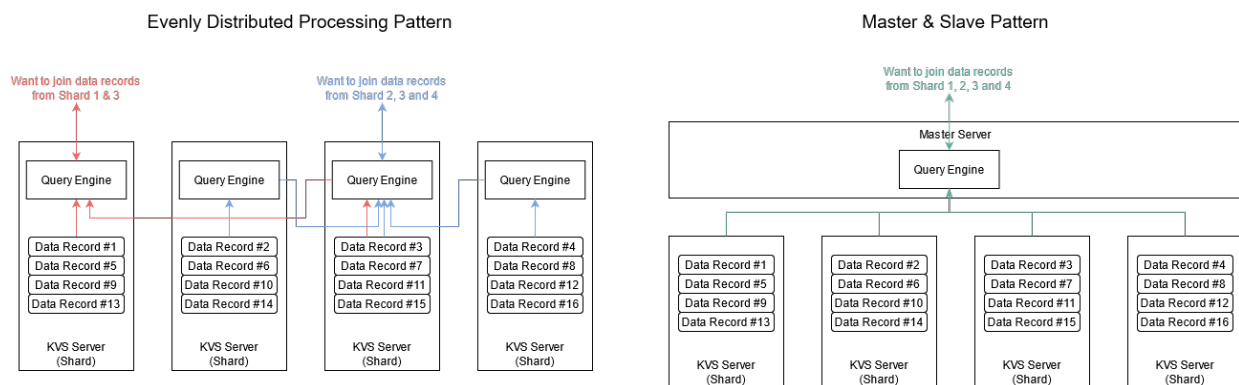 Evenly Distributed Processing Pattern
Want to join data records
from Shard 1 & 3
Want to join data records
from Shard 2, 3 and 4
Query Engine
Query Engine
Query Engine
Query Engine
Data Record #1
Data Record #5
Data Record #9
Data Record #13
KVS Server
(Shard)
Data Record #2
Data Record #6
Data Record #10
Data Record #14
KVS Server
(Shard)
Data Record #3
Data Record #7
Data Record #11
Data Record #15
KVS Server
(Shard)
Data Record #4
Data Record #8
Data Record #12
Data Record #16
KVS Server
(Shard)
Master & Slave Pattern
Want to join data records
from Shard 1, 2, 3 and 4
Master Server
Query Engine
Data Record #1
Data Record #5
Data Record #9
Data Record #13
KVS Server
(Shard)
Data Record #2
Data Record #6
Data Record #10
Data Record #14
KVS Server
(Shard)
Data Record #3
Data Record #7
Data Record #11
Data Record #15
KVS Server
(Shard)
Data Record #4
Data Record #8
Data Record #12
Data Record #16
KVS Server
(Shard)